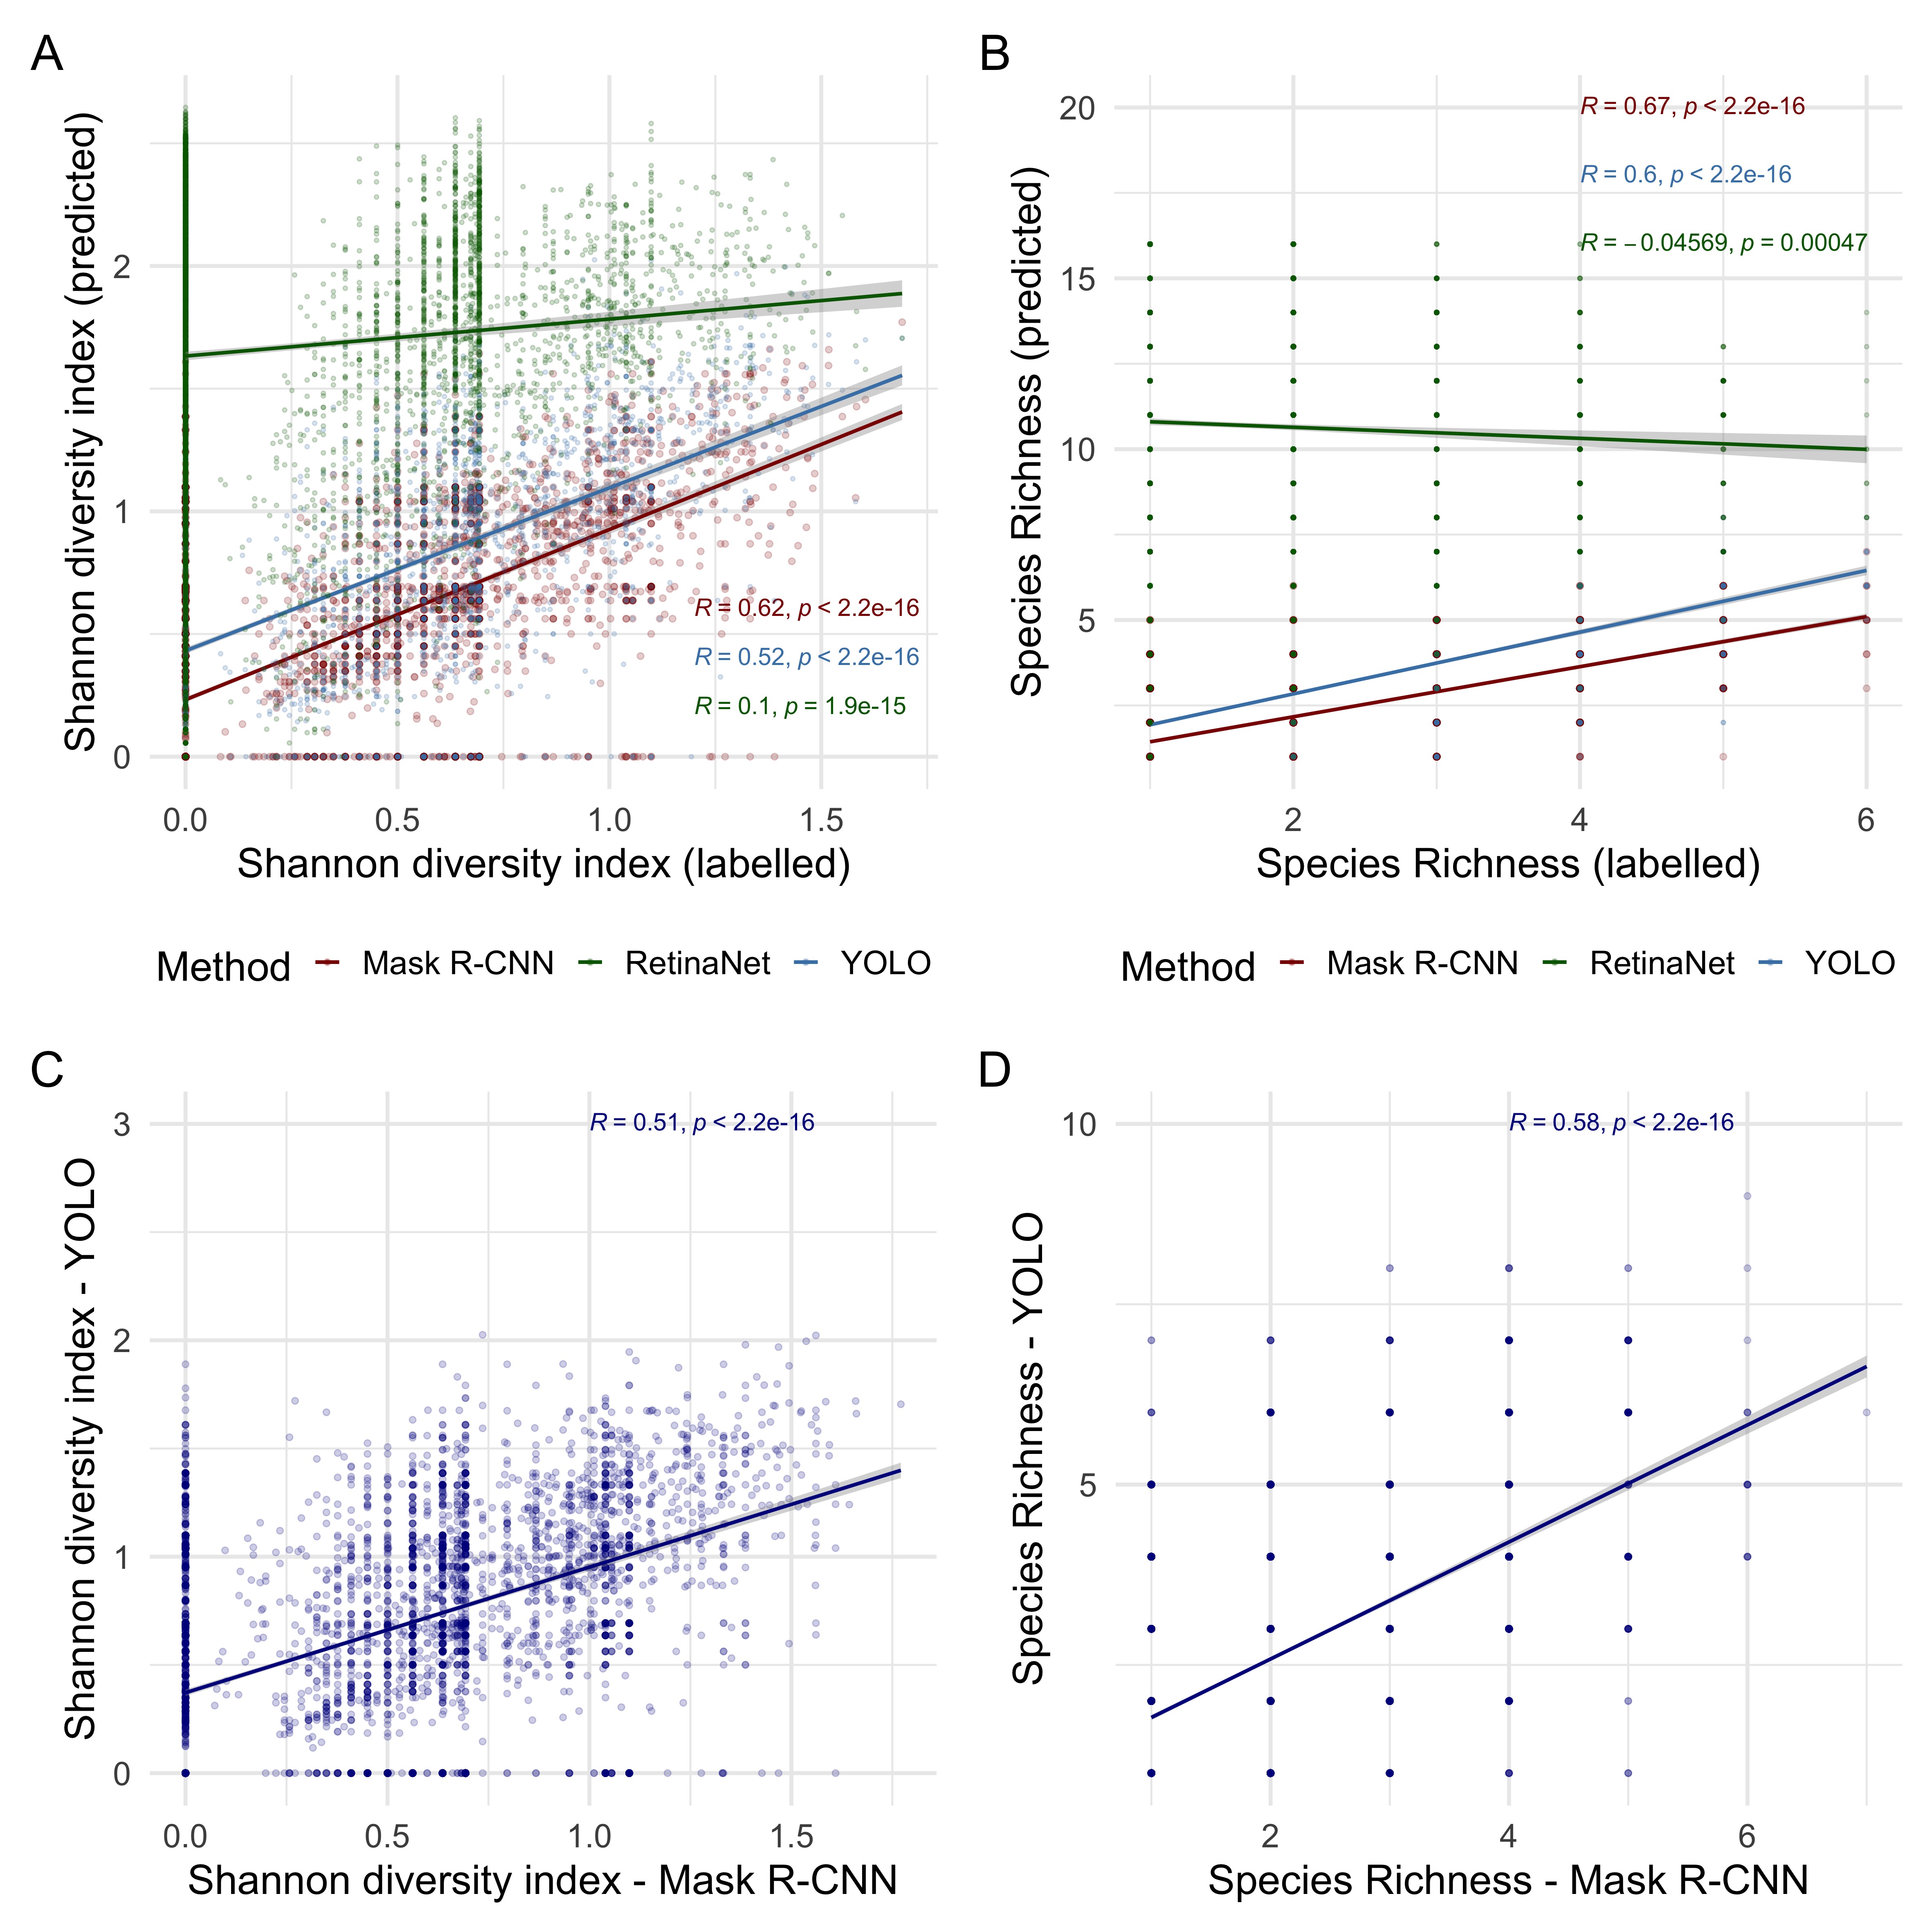 A
Shannon diversity index (predicted)
2
1
0
R = 0.62, p < 2.2e-16
R = 0.52, p < 2.2e-16
R = 0.1, p = 1.9e-15
0.0 0.5 1.0 1.5
Shannon diversity index (labelled)
Method Mask R-CNN RetinaNet YOLO
B
Species Richness (predicted)
20
15
10
5
R = 0.67, p < 2.2e-16
R = 0.6, p < 2.2e-16
R = −0.04569, p = 0.00047
2 4 6
Species Richness (labelled)
Method Mask R-CNN RetinaNet YOLO
C
Shannon diversity index - YOLO
3
2
1
0
R = 0.51, p < 2.2e-16
0.0 0.5 1.0 1.5
Shannon diversity index - Mask R-CNN
D
Species Richness - YOLO
10
5
R = 0.58, p < 2.2e-16
2 4 6
Species Richness - Mask R-CNN